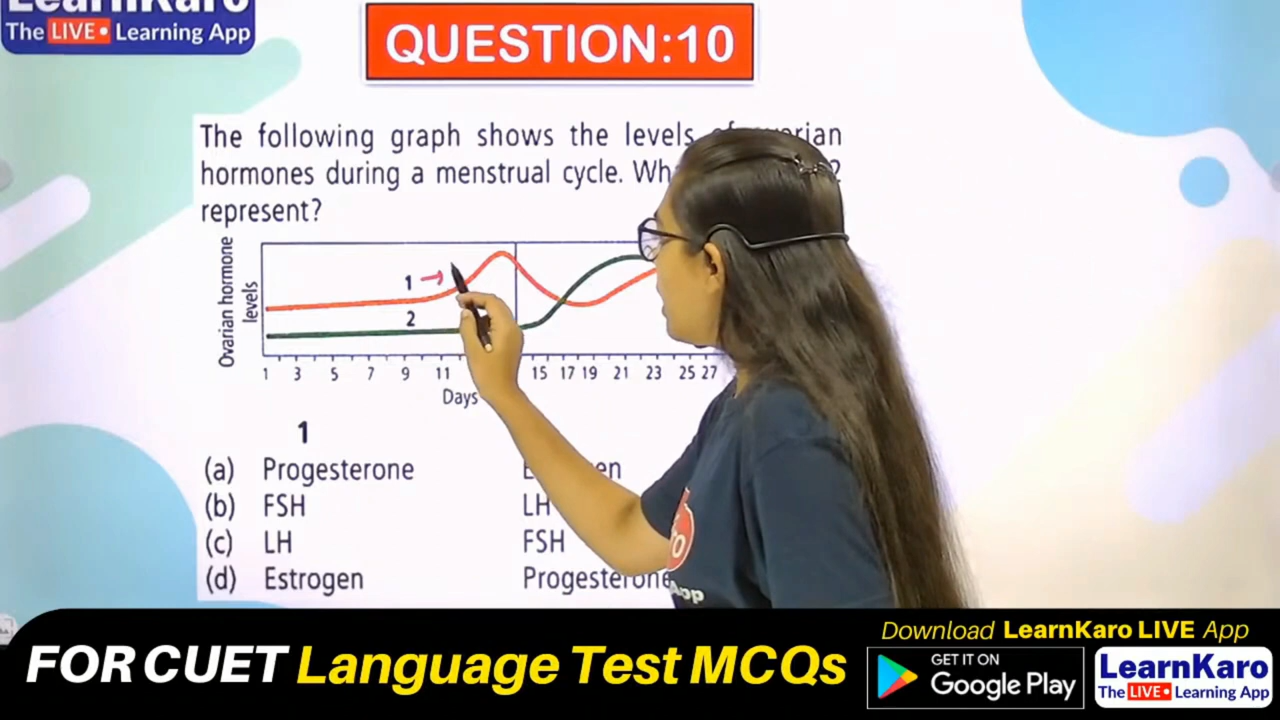 LearnKaro
The LIVE Learning App
QUESTION:10
The following graph shows the levels of
hormones during a menstrual cycle. 2
represent?
Ovarian hormone
levels
1
2
1 3 5 7 9 11 15 17 19 21 23 25 27
Days
1
(a) Progesterone
(b) FSH LH
(c) LH FSH
(d) Estrogen Progesterone
App
FOR CUET Language Test MCQs
Download LearnKaro LIVE App
GET IT ON
Google Play
LearnKaro
The LIVE Learning App